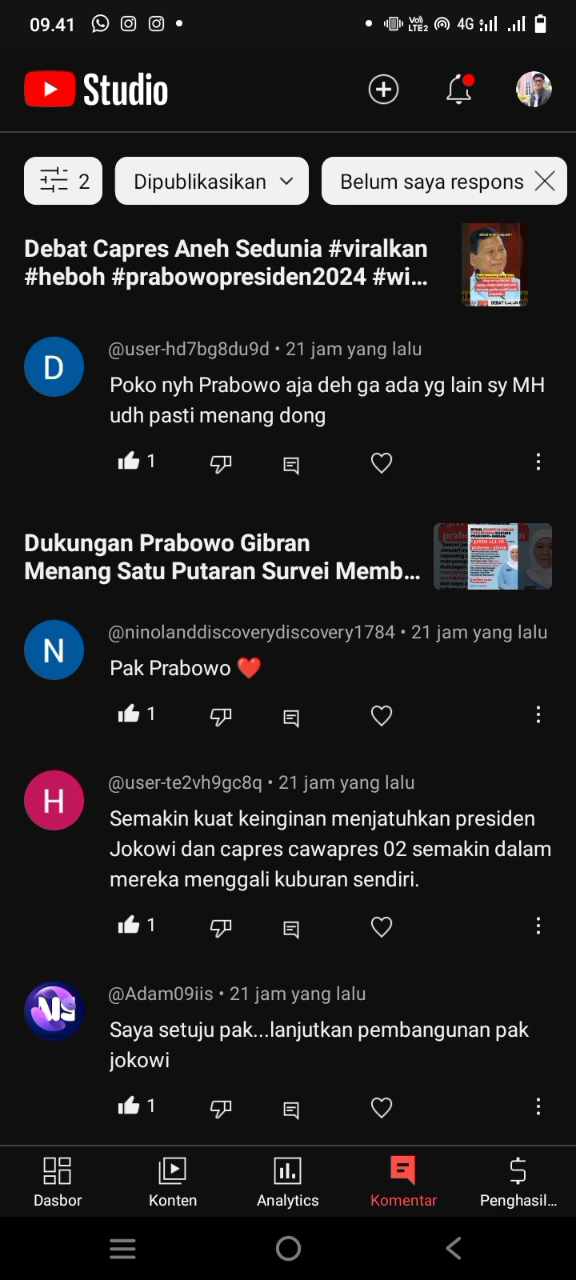 09.41
Vo)
LTE2
4G
Studio
2
Dipublikasikan
Belum saya respons
Debat Capres Aneh Sedunia #viralkan
#heboh #prabowopresiden2024 #wi...
D
@user-hd7bg8du9d • 21 jam yang lalu
Poko nyh Prabowo aja deh ga ada yg lain sy MH
udh pasti menang dong
1
Dukungan Prabowo Gibran
Menang Satu Putaran Survei Memb...
N
@ninolanddiscoverydiscovery1784 • 21 jam yang lalu
Pak Prabowo ❤️
1
H
@user-te2vh9gc8q • 21 jam yang lalu
Semakin kuat keinginan menjatuhkan presiden
Jokowi dan capres cawapres 02 semakin dalam
mereka menggali kuburan sendiri.
1
@Adam09iis • 21 jam yang lalu
Saya setuju pak...lanjutkan pembangunan pak
jokowi
1
Dasbor
Konten
Analytics
Komentar
Penghasil...